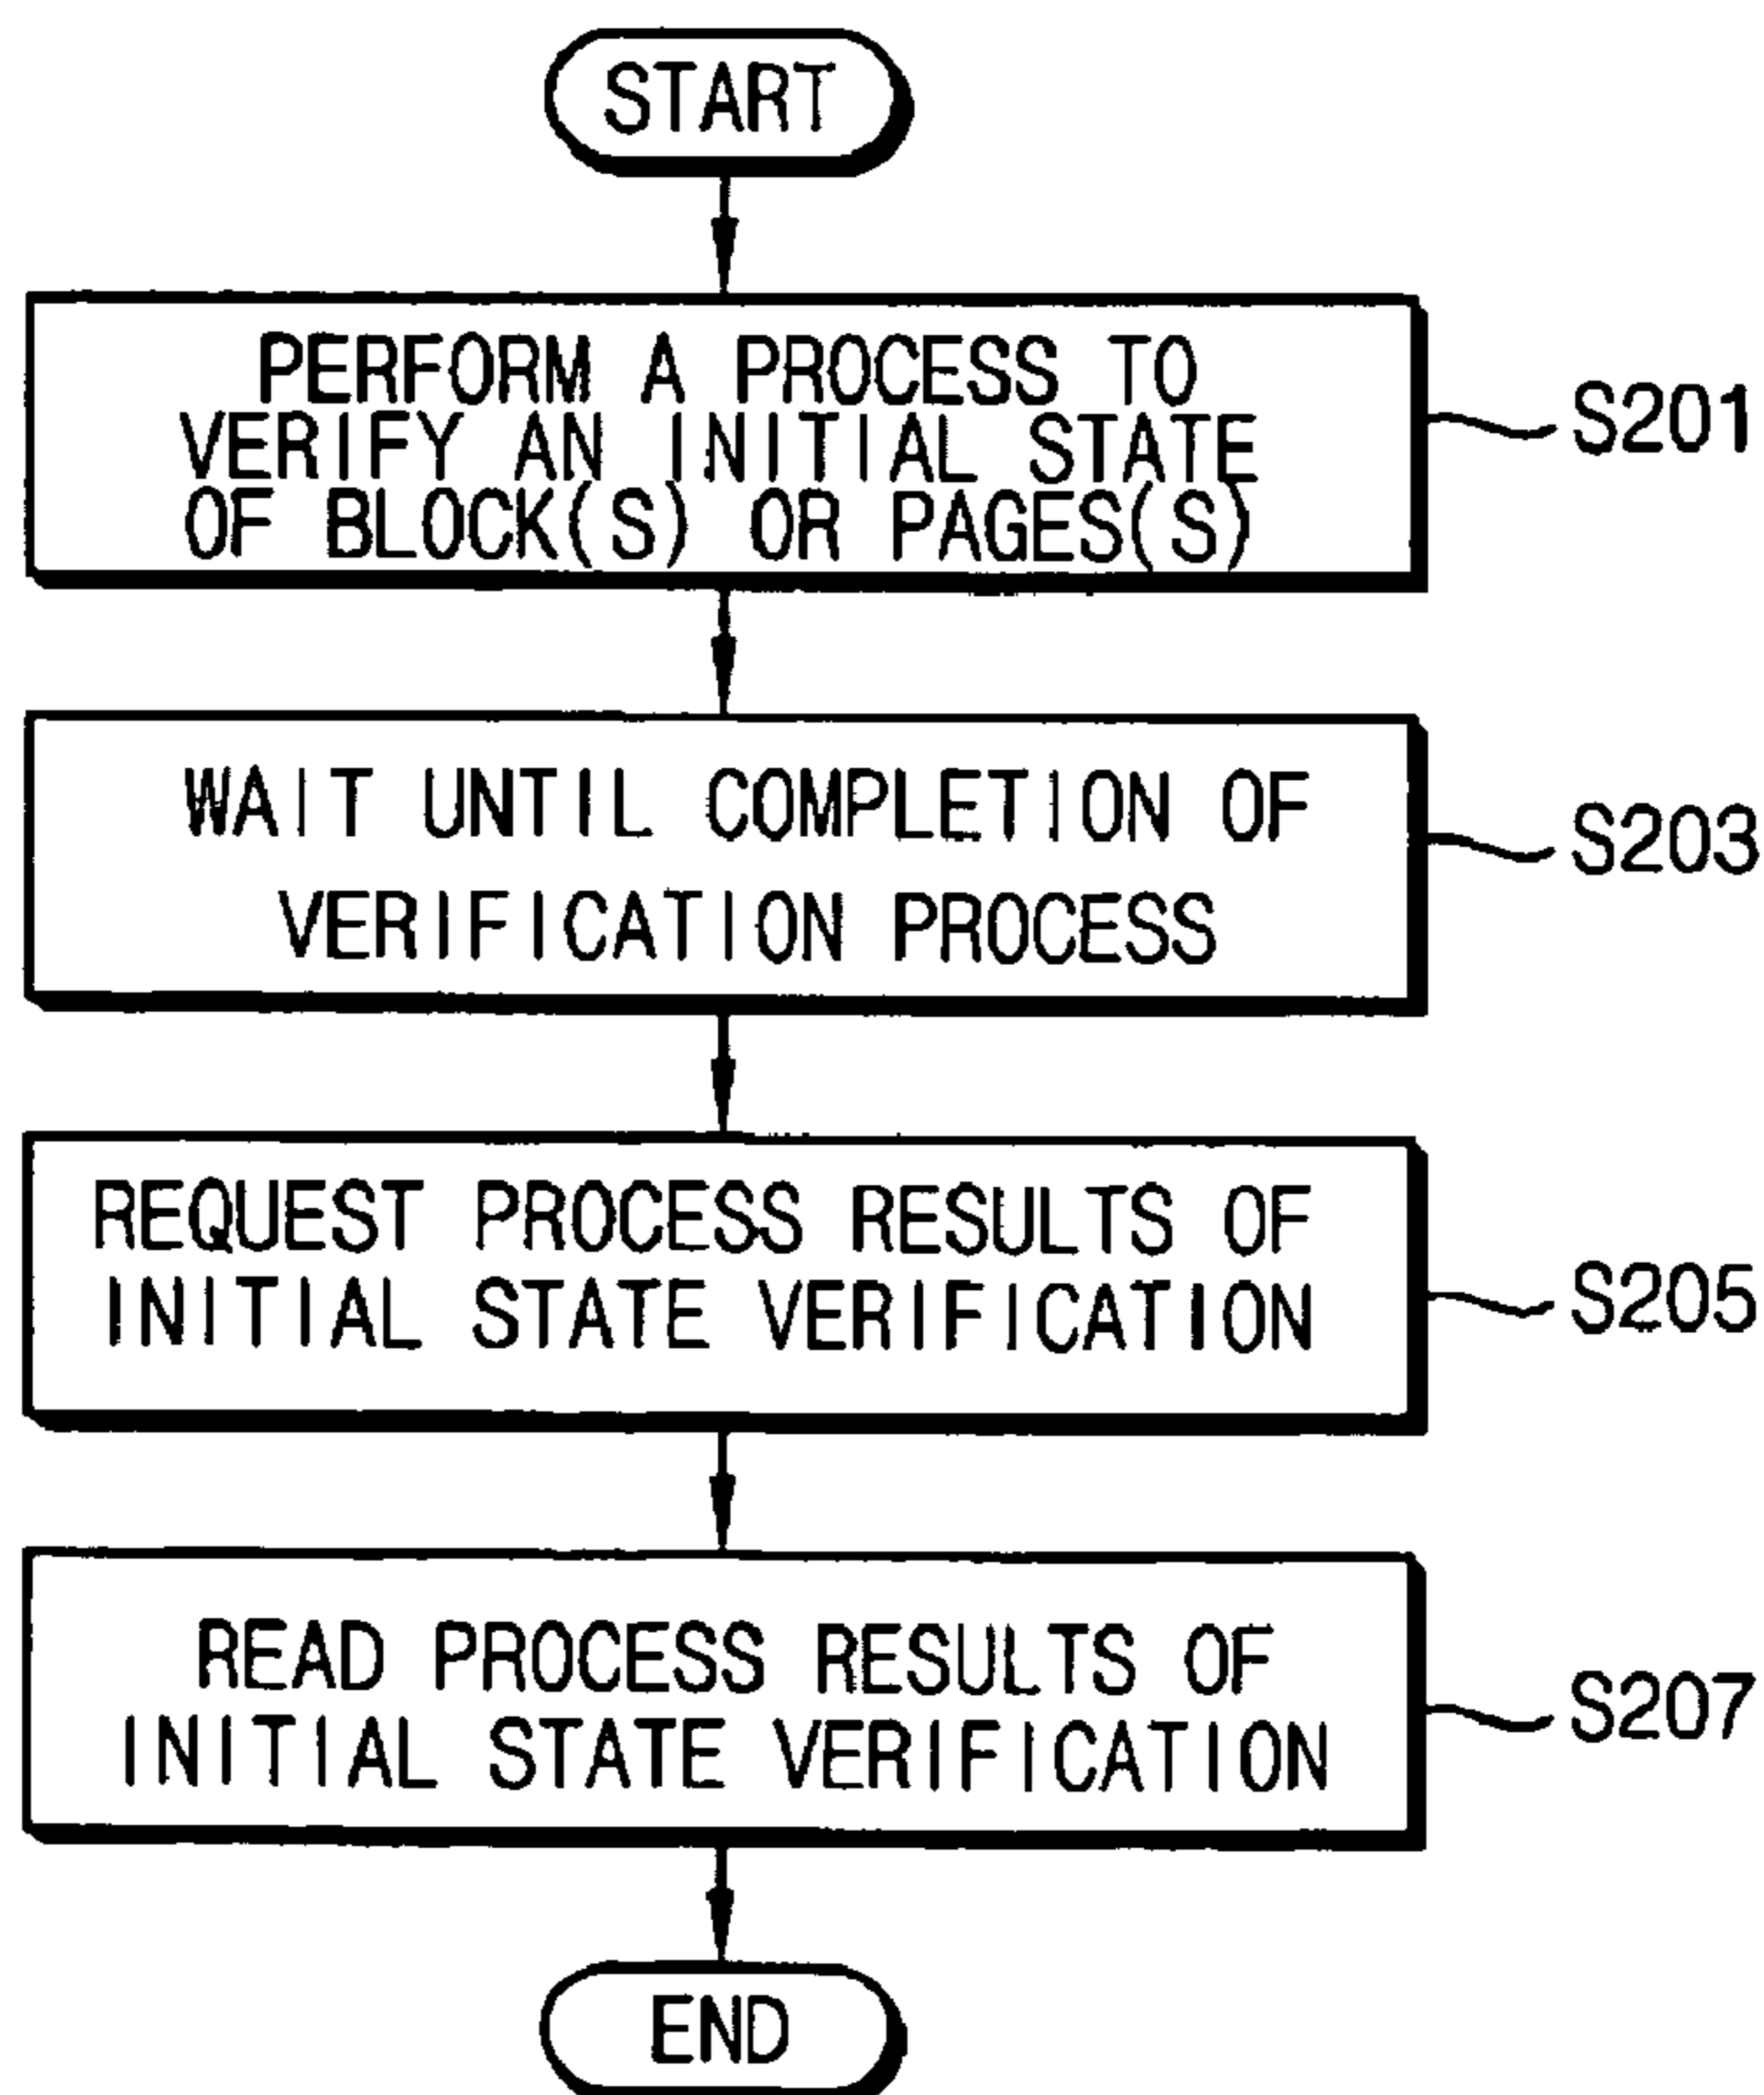 START
PERFORM A PROCESS TO
VERIFY AN INITIAL STATE
OF BLOCK(S) OR PAGES(S)
S201
WAIT UNTIL COMPLETION OF
VERIFICATION PROCESS
S203
REQUEST PROCESS RESULTS OF
INITIAL STATE VERIFICATION
S205
READ PROCESS RESULTS OF
INITIAL STATE VERIFICATION
S207
END